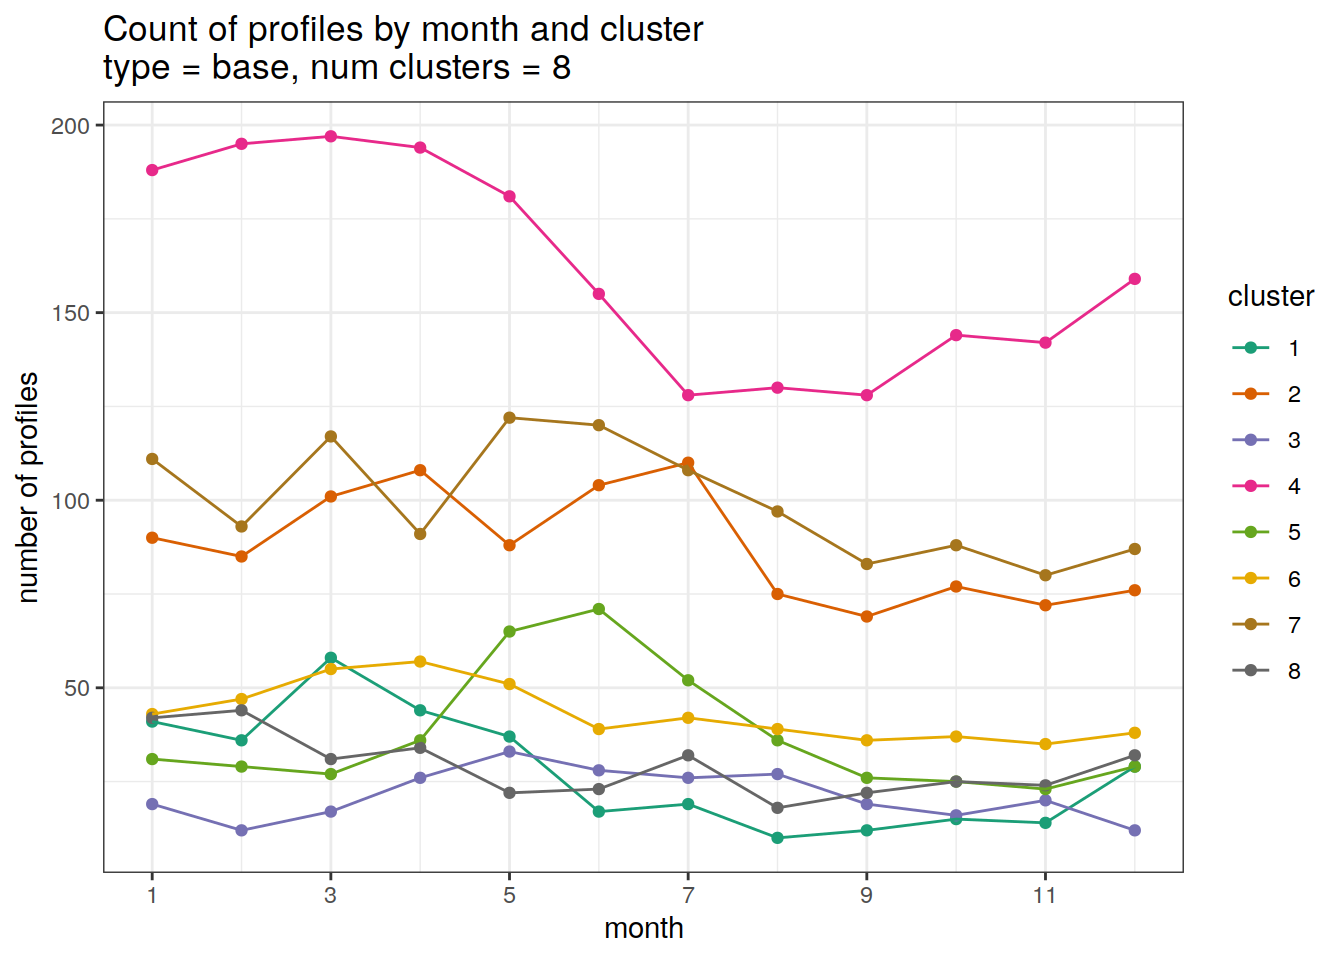 Count of profiles by month and cluster
type = base, num clusters = 8
200
150
100
50
number of profiles
1 3 5 7 9 11
month
cluster
1
2
3
4
5
6
7
8